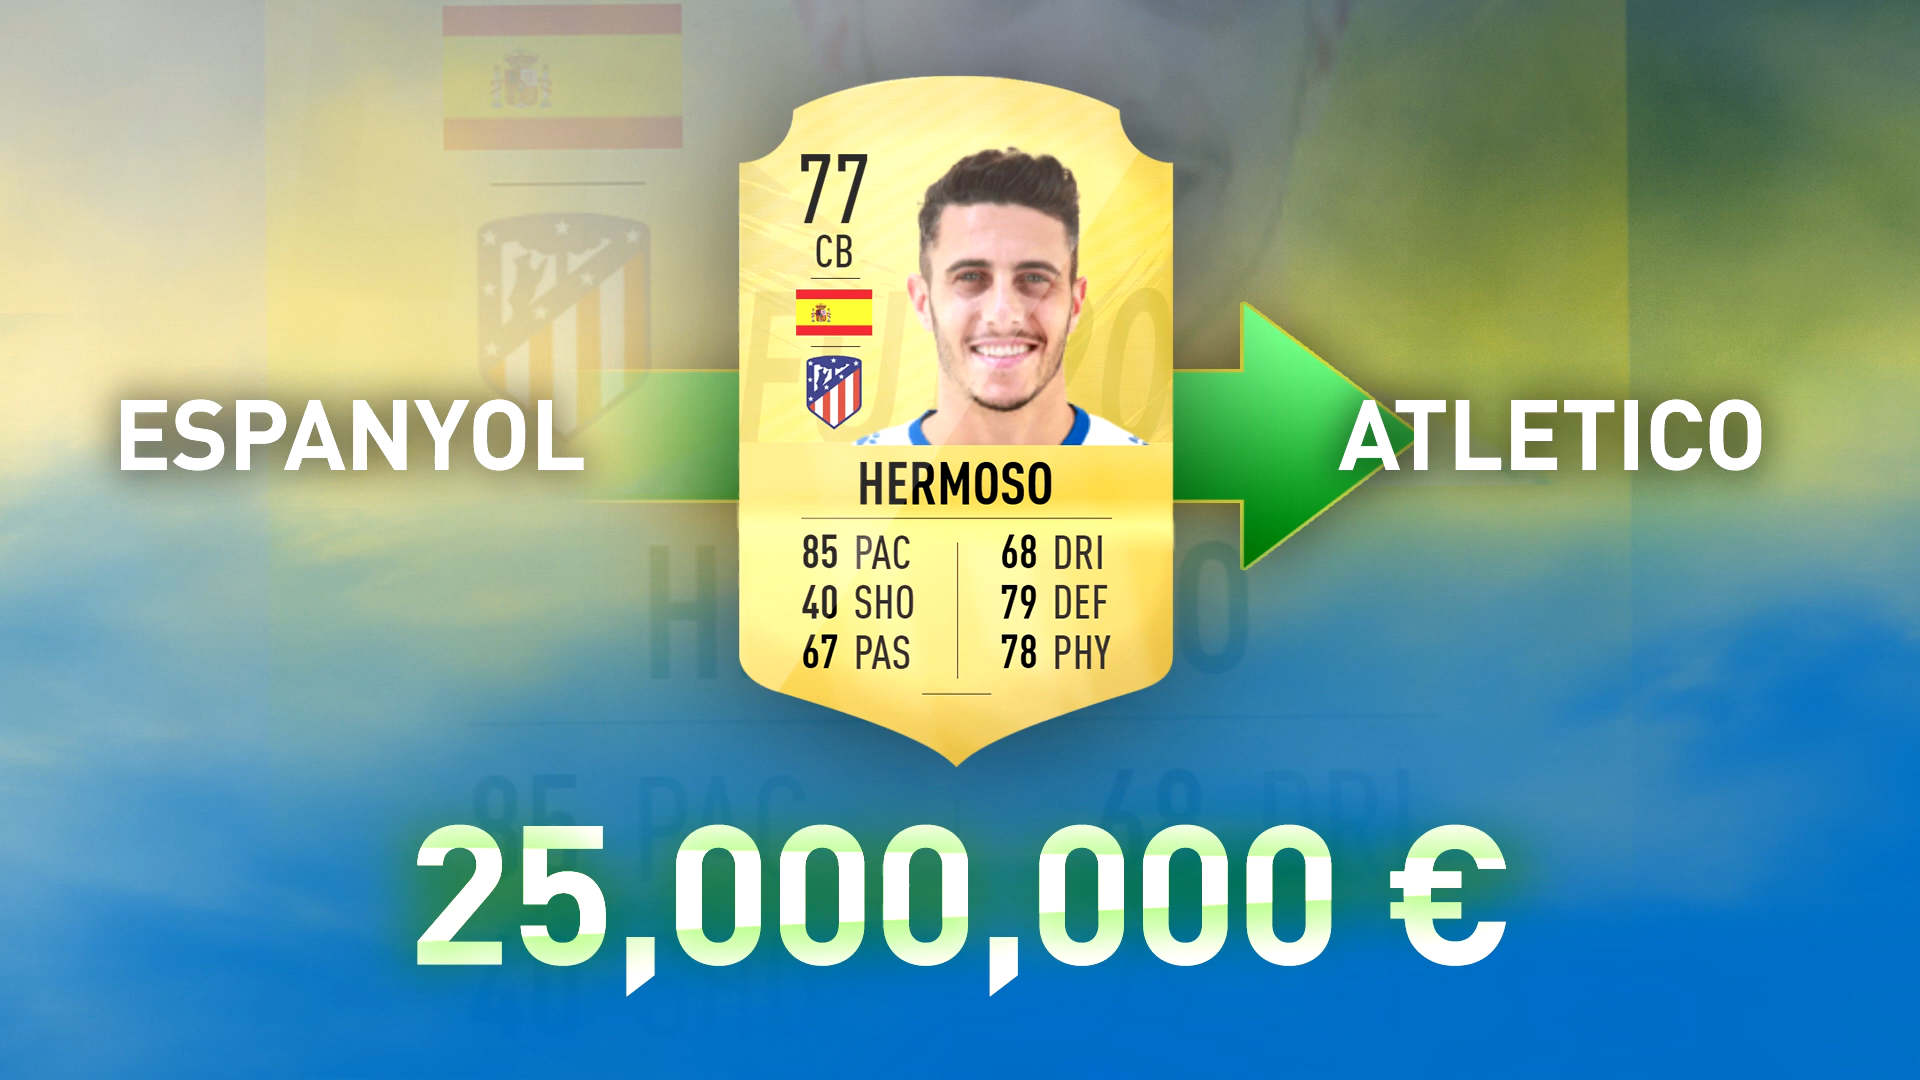 77
CB
ESPANYOL
ATLETICO
HERMOSO
85 PAC
68 DRI
40 SHO
79 DEF
67 PAS
78 PHY
25,000,000 €